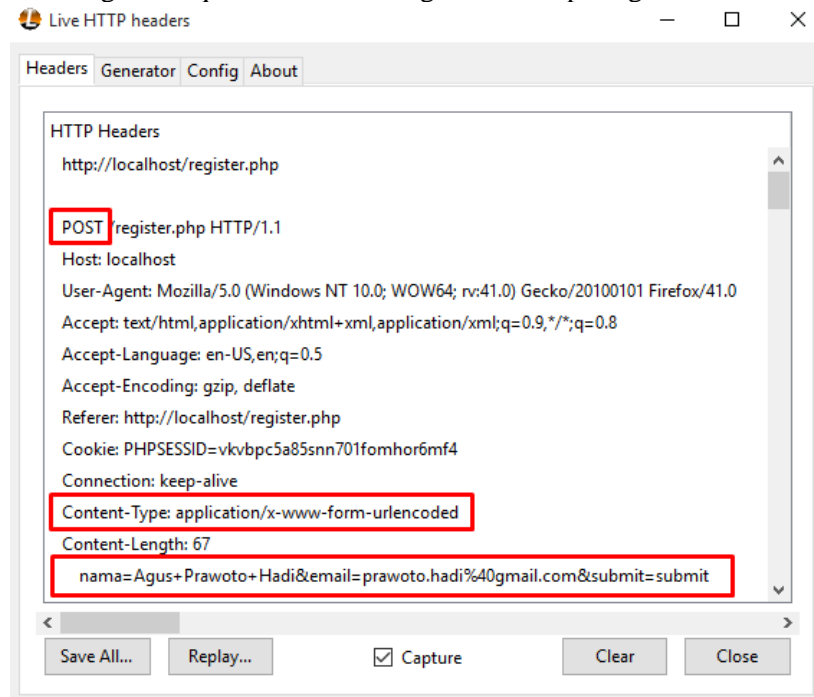 Live HTTP headers
Headers Generator Config About
HTTP Headers
http://localhost/register.php
POST /register.php HTTP/1.1
Host: localhost
User-Agent: Mozilla/5.0 (Windows NT 10.0; WOW64; rv:41.0) Gecko/20100101 Firefox/41.0
Accept: text/html,application/xhtml+xml,application/xml;q=0.9,*/*;q=0.8
Accept-Language: en-US,en;q=0.5
Accept-Encoding: gzip, deflate
Referer: http://localhost/register.php
Cookie: PHPSESSID=vkvbpc5a85snn701fomhor6mf4
Connection: keep-alive
Content-Type: application/x-www-form-urlencoded
Content-Length: 67
nama=Agus+Prawoto+Hadi&email=prawoto.hadi%40gmail.com&submit=submit
Save All... Replay... Capture Clear Close